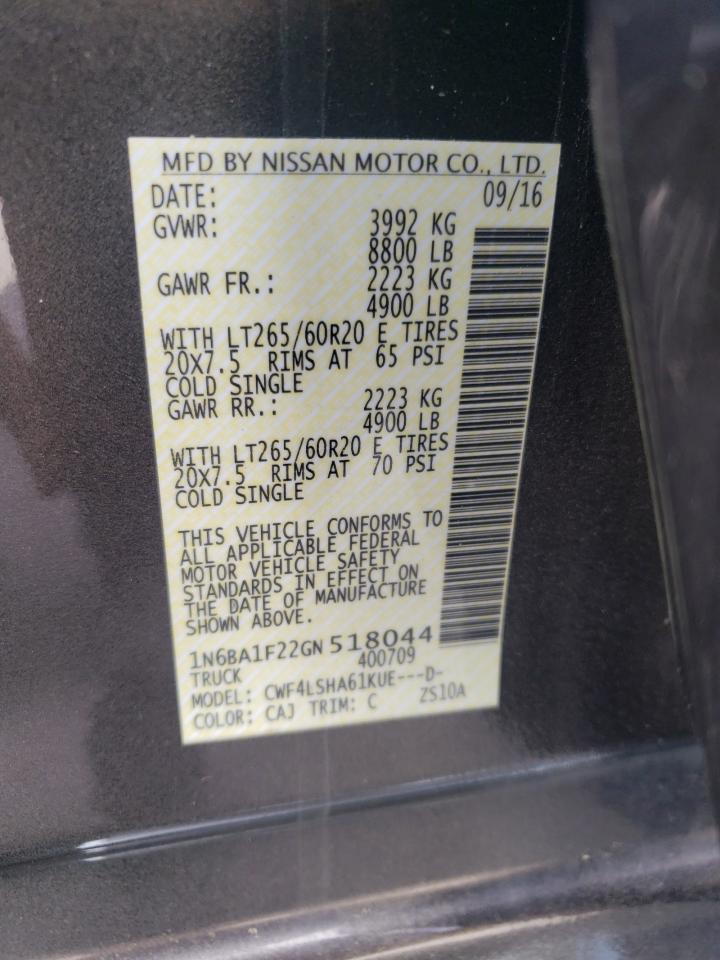 MFD BY NISSAN MOTOR CO., LTD.
DATE: 09/16
GVWR: 3992 KG
8800 LB
GAWR FR.: 2223 KG
4900 LB
WITH LT265/60R20 E TIRES
20X7.5 RIMS AT 65 PSI
COLD SINGLE
GAWR RR.: 2223 KG
4900 LB
WITH LT265/60R20 E TIRES
20X7.5 RIMS AT 70 PSI
COLD SINGLE
THIS VEHICLE CONFORMS TO
ALL APPLICABLE FEDERAL
MOTOR VEHICLE SAFETY
STANDARDS IN EFFECT ON
THE DATE OF MANUFACTURE
SHOWN ABOVE.
1N6BA1F22GN 518044
TRUCK 400709
MODEL: CWF4LSHA61KUE---D-
COLOR: CAJ TRIM: C ZS10A